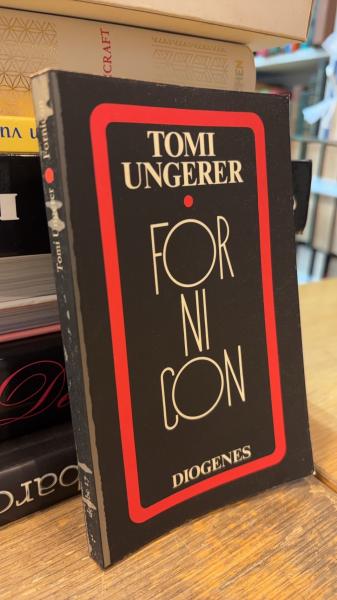 TOMI
UNGERER
FOR
NI
CON
DIOGENES
Tomi Ungerer
CRAFT